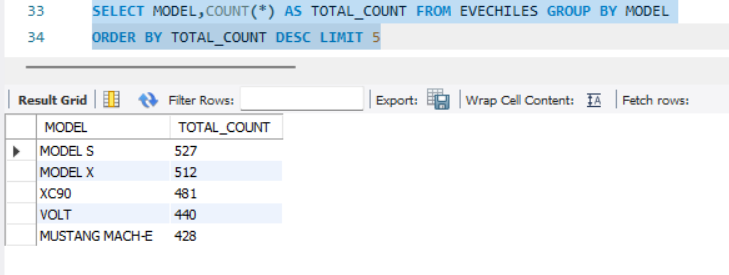 33 SELECT MODEL,COUNT(*) AS TOTAL_COUNT FROM EVECHILES GROUP BY MODEL
34 ORDER BY TOTAL_COUNT DESC LIMIT 5
Result Grid Filter Rows: Export: Wrap Cell Content: IA Fetch rows:
MODEL TOTAL_COUNT
MODEL S 527
MODEL X 512
XC90 481
VOLT 440
MUSTANG MACH-E 428